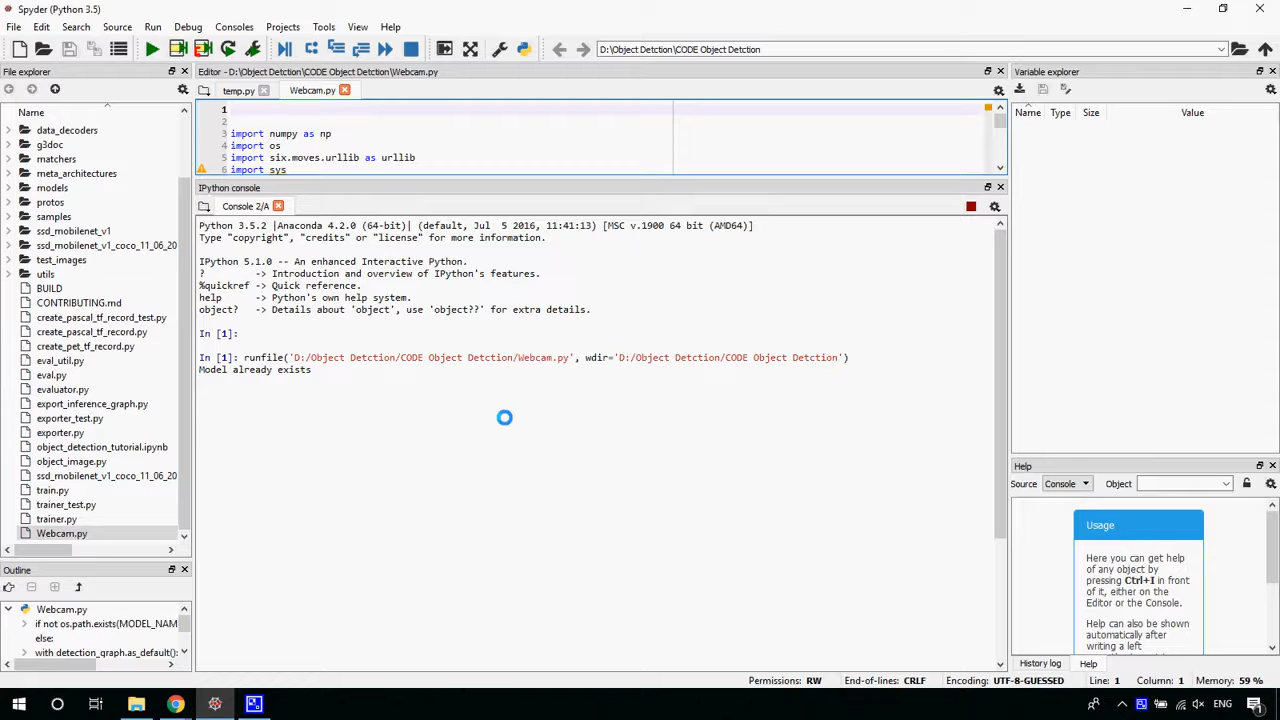 Spyder (Python 3.5)
File Edit Search Source Run Debug Consoles Projects Tools View Help
D:\Object Detction\CODE Object Detction
File explorer
Name
data_decoders
g3doc
matchers
meta_architectures
models
protos
samples
ssd_mobilenet_v1
ssd_mobilenet_v1_coco_11_06_20
test_images
utils
BUILD
CONTRIBUTING.md
create_pascal_tf_record_test.py
create_pascal_tf_record.py
create_pet_tf_record.py
eval_util.py
eval.py
evaluator.py
export_inference_graph.py
exporter_test.py
exporter.py
object_detection_tutorial.ipynb
object_image.py
ssd_mobilenet_v1_coco_11_06_20
train.py
trainer_test.py
trainer.py
Webcam.py
Outline
Webcam.py
if not os.path.exists(MODEL_NAM
else:
with detection_graph.as_default():
Editor - D:\Object Detction\CODE Object Detction\Webcam.py
temp.py Webcam.py
1
2
3 import numpy as np
4 import os
5 import six.moves.urllib as urllib
6 import sys
IPython console
Console 2/A
Python 3.5.2 |Anaconda 4.2.0 (64-bit)| (default, Jul  5 2016, 11:41:13) [MSC v.1900 64 bit (AMD64)]
Type "copyright", "credits" or "license" for more information.
IPython 5.1.0 -- An enhanced Interactive Python.
? -> Introduction and overview of IPython's features.
%quickref -> Quick reference.
help -> Python's own help system.
object? -> Details about 'object', use 'object??' for extra details.
In [1]:
In [1]: runfile('D:/Object Detction/CODE Object Detction/Webcam.py', wdir='D:/Object Detction/CODE Object Detction')
Model already exists
Variable explorer
Name Type Size Value
Help
Source Console Object
Usage
Here you can get help
of any object by
pressing Ctrl+I in front
of it, either on the
Editor or the Console.
Help can also be shown
automatically after
writing a left
History log Help
Permissions: RW End-of-lines: CRLF Encoding: UTF-8-GUESSED Line: 1 Column: 1 Memory: 59 %
ENG
1